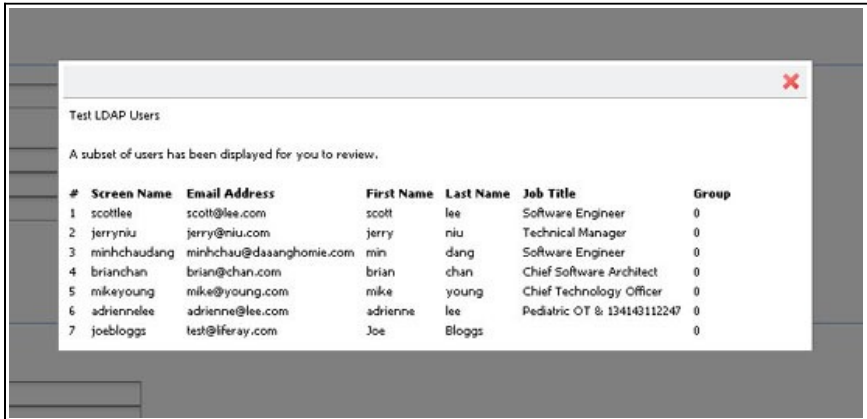 Test LDAP Users
A subset of users has been displayed for you to review.
# Screen Name Email Address First Name Last Name Job Title Group
1 scottlee scott@lee.com scott lee Software Engineer 0
2 jerryniu jerry@niu.com jerry niu Technical Manager 0
3 minhchaudang minhchau@daaanghomie.com min dang Software Engineer 0
4 brianchan brian@chan.com brian chan Chief Software Architect 0
5 mikeyoung mike@young.com mike young Chief Technology Officer 0
6 adriennelee adrienne@lee.com adrienne lee Pediatric OT & 134143112247 0
7 joebloggs test@liferay.com Joe Bloggs 0